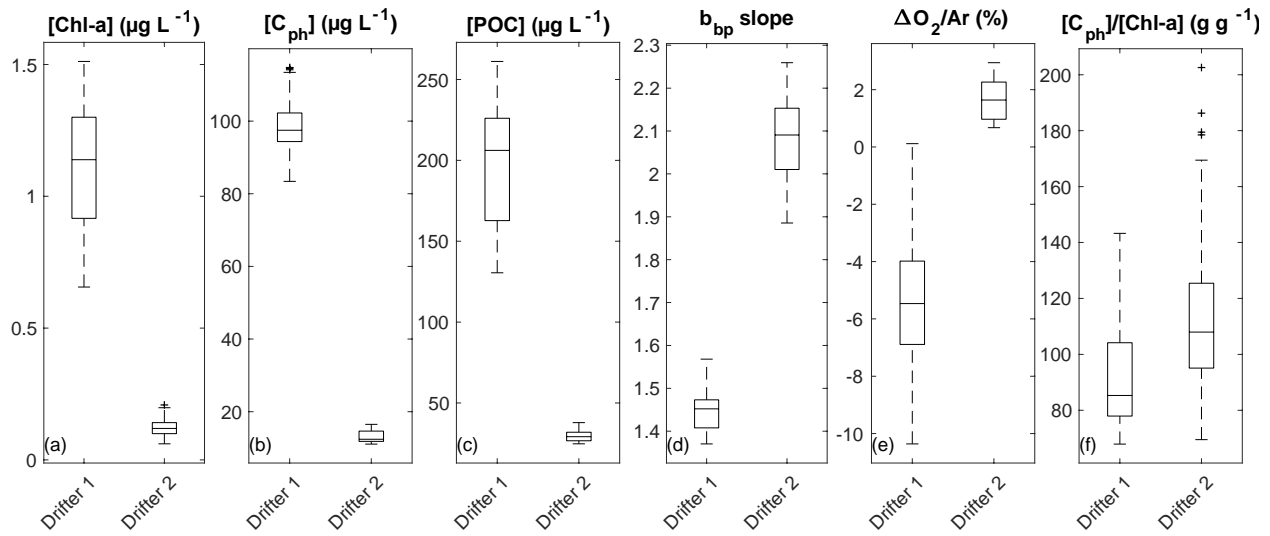 [Chl-a] (µg L⁻¹)
1.5
1
0.5
0
(a)
Drifter 1
Drifter 2
[C_ph] (µg L⁻¹)
100
80
60
40
20
(b)
Drifter 1
Drifter 2
[POC] (µg L⁻¹)
250
200
150
100
50
(c)
Drifter 1
Drifter 2
b_bp slope
2.3
2.2
2.1
2
1.9
1.8
1.7
1.6
1.5
1.4
(d)
Drifter 1
Drifter 2
ΔO₂/Ar (%)
2
0
-2
-4
-6
-8
-10
(e)
Drifter 1
Drifter 2
[C_ph]/[Chl-a] (g g⁻¹)
200
180
160
140
120
100
80
(f)
Drifter 1
Drifter 2